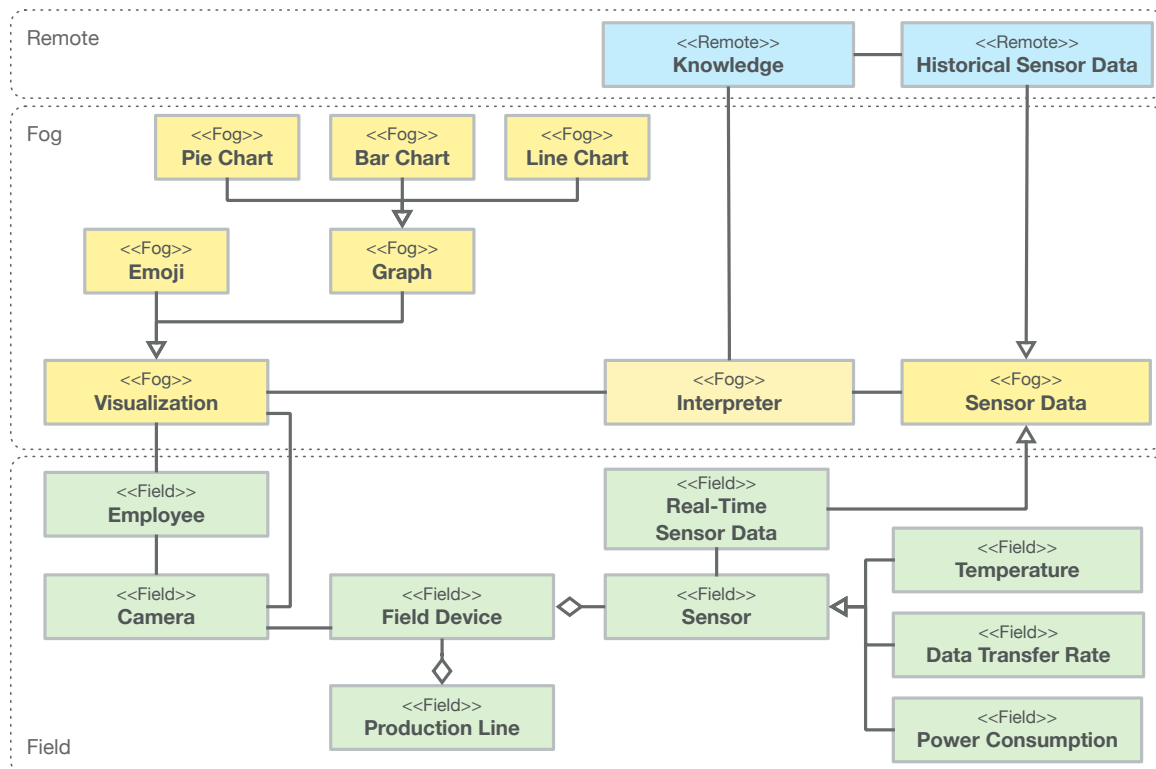 Remote
<<Remote>>
Knowledge
<<Remote>>
Historical Sensor Data
Fog
<<Fog>>
Pie Chart
<<Fog>>
Bar Chart
<<Fog>>
Line Chart
<<Fog>>
Emoji
<<Fog>>
Graph
<<Fog>>
Visualization
<<Fog>>
Interpreter
<<Fog>>
Sensor Data
<<Field>>
Employee
<<Field>>
Real-Time
Sensor Data
<<Field>>
Temperature
<<Field>>
Camera
<<Field>>
Field Device
<<Field>>
Sensor
<<Field>>
Data Transfer Rate
<<Field>>
Production Line
<<Field>>
Power Consumption
Field